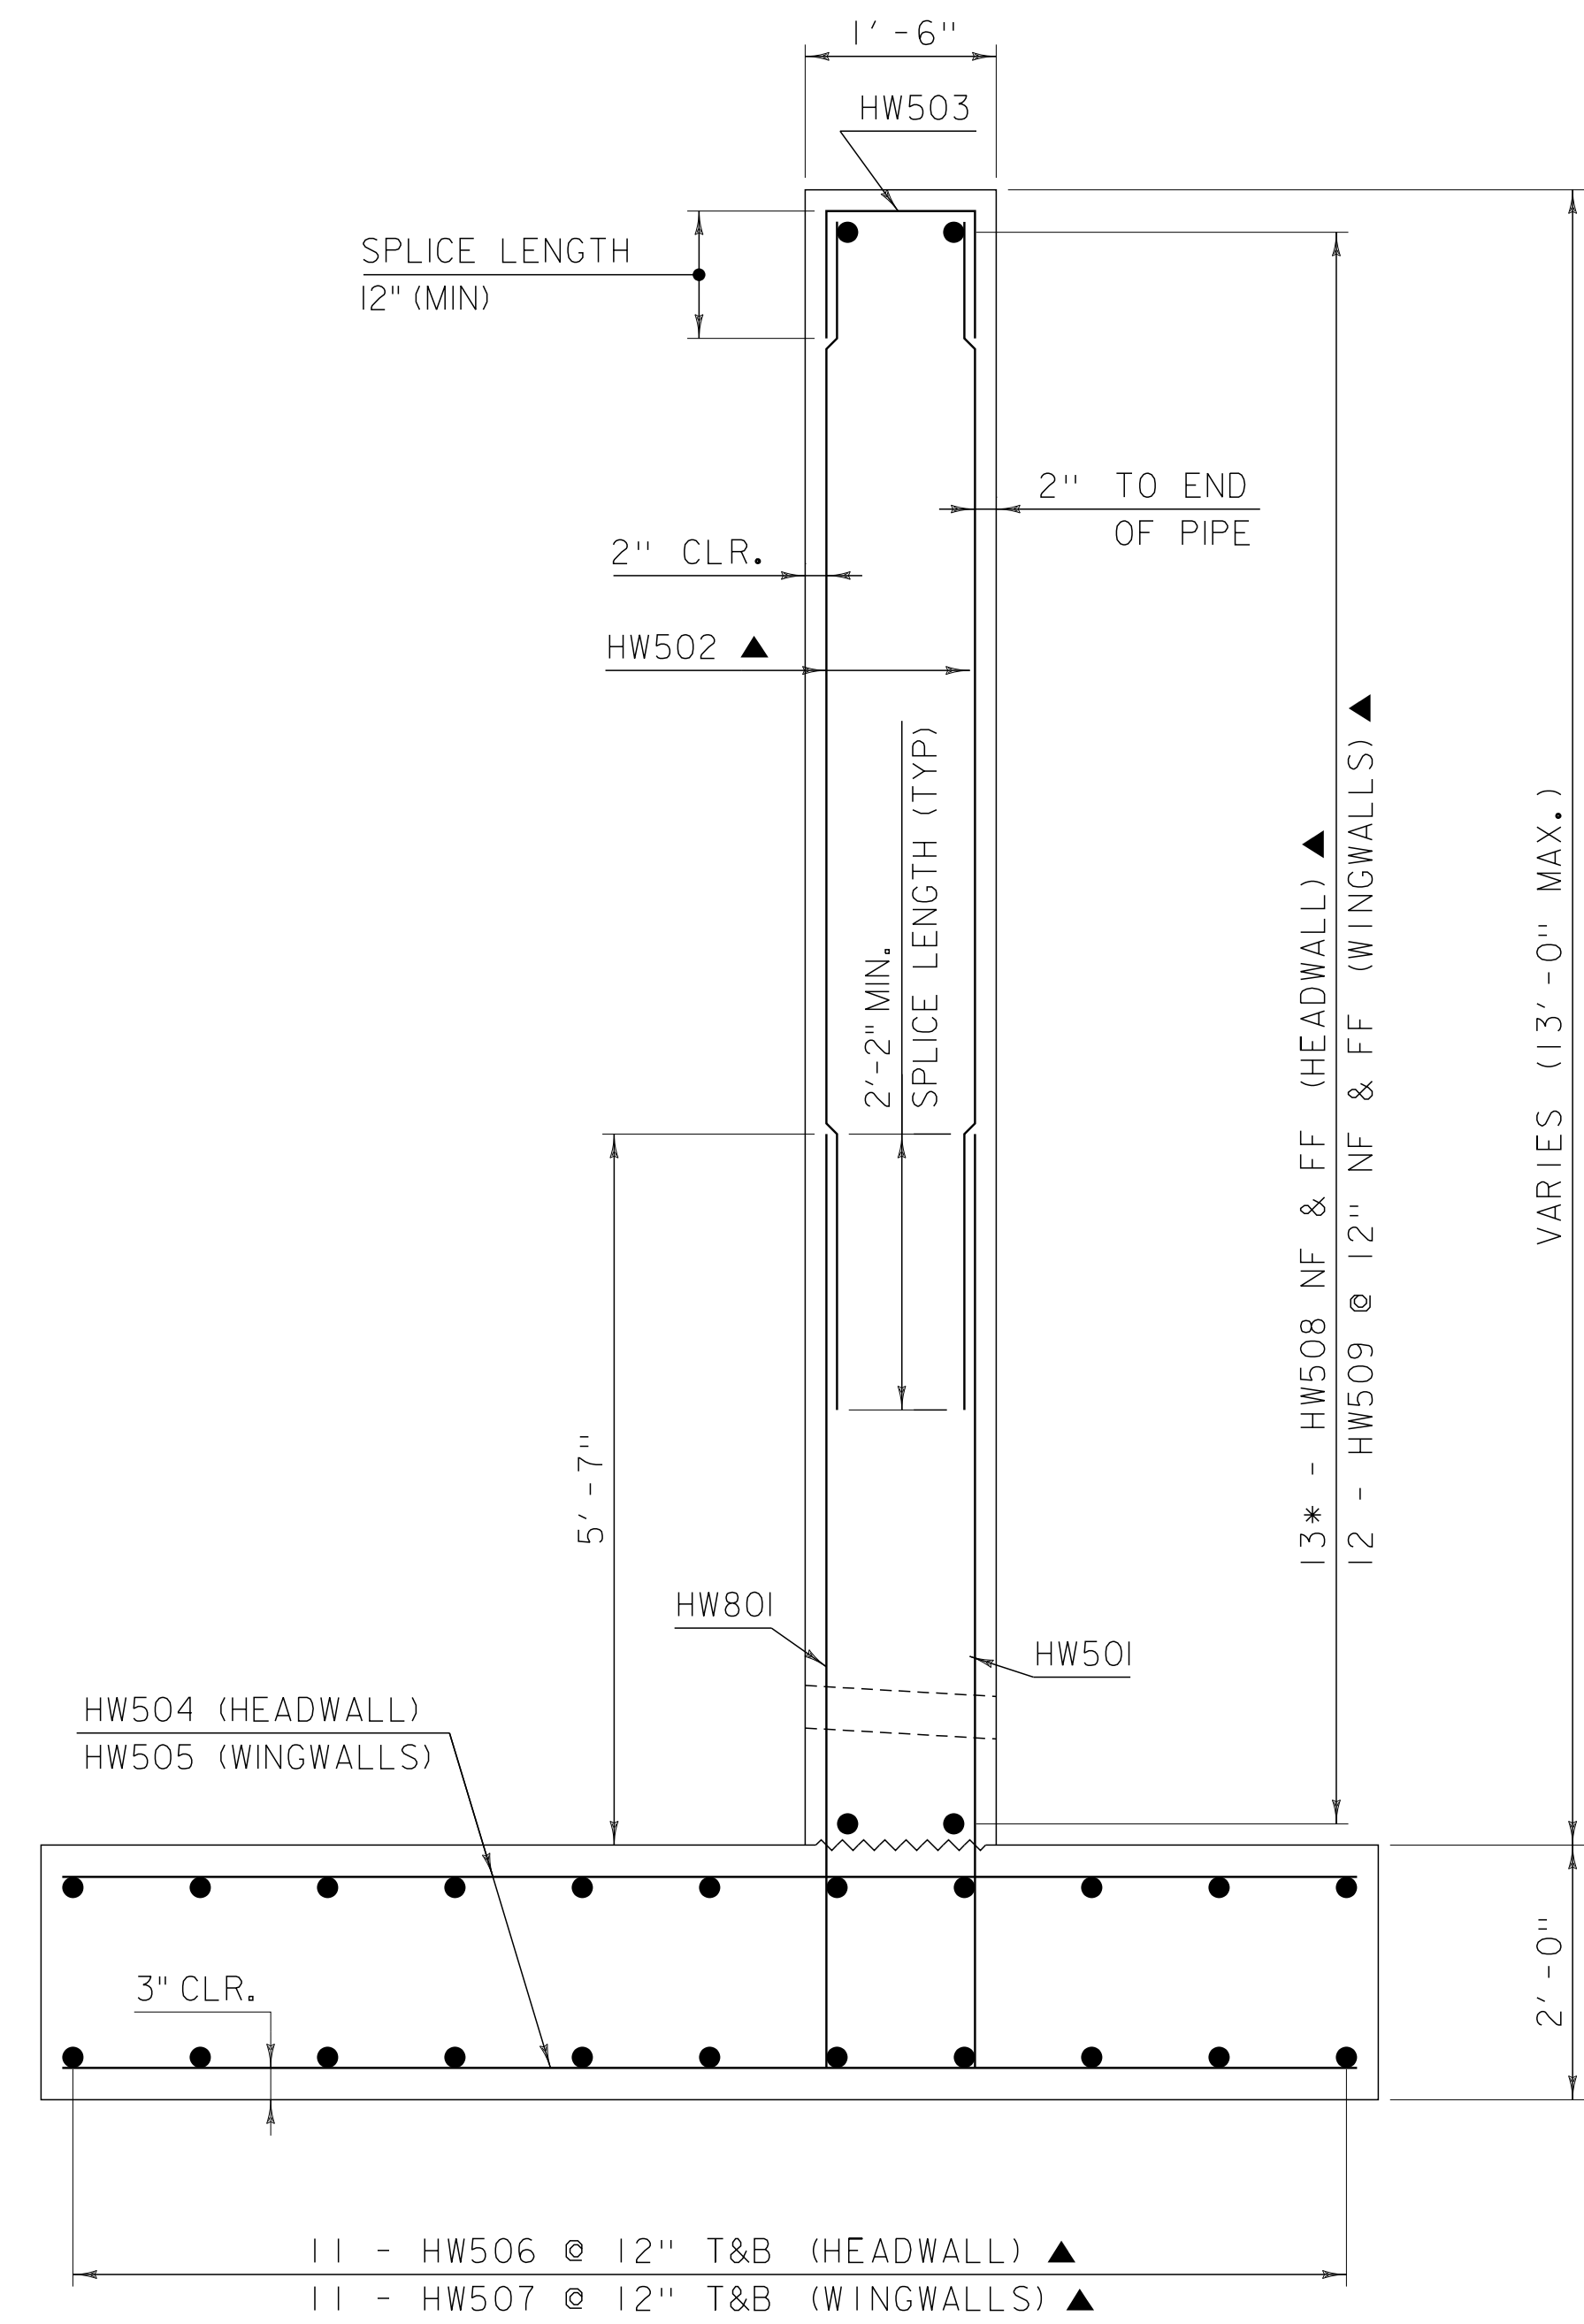 1'-6"
HW503
SPLICE LENGTH
12" (MIN)
2" TO END
OF PIPE
2" CLR.
HW502 ▲
2'-2" MIN.
SPLICE LENGTH (TYP)
13* - HW508 NF & FF (HEADWALL) ▲
12 - HW509 @ 12" NF & FF (WINGWALLS) ▲
VARIES (13'-0" MAX.)
5'-7"
HW801
HW501
HW504 (HEADWALL)
HW505 (WINGWALLS)
3" CLR.
2'-0"
11 - HW506 @ 12" T&B (HEADWALL) ▲
11 - HW507 @ 12" T&B (WINGWALLS) ▲